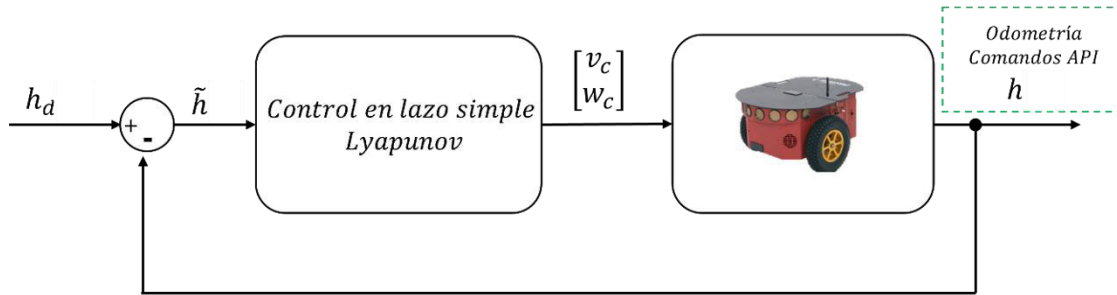 h_d
+
-
h̃
Control en lazo simple
Lyapunov
v_c
w_c
Odometría
Comandos API
h